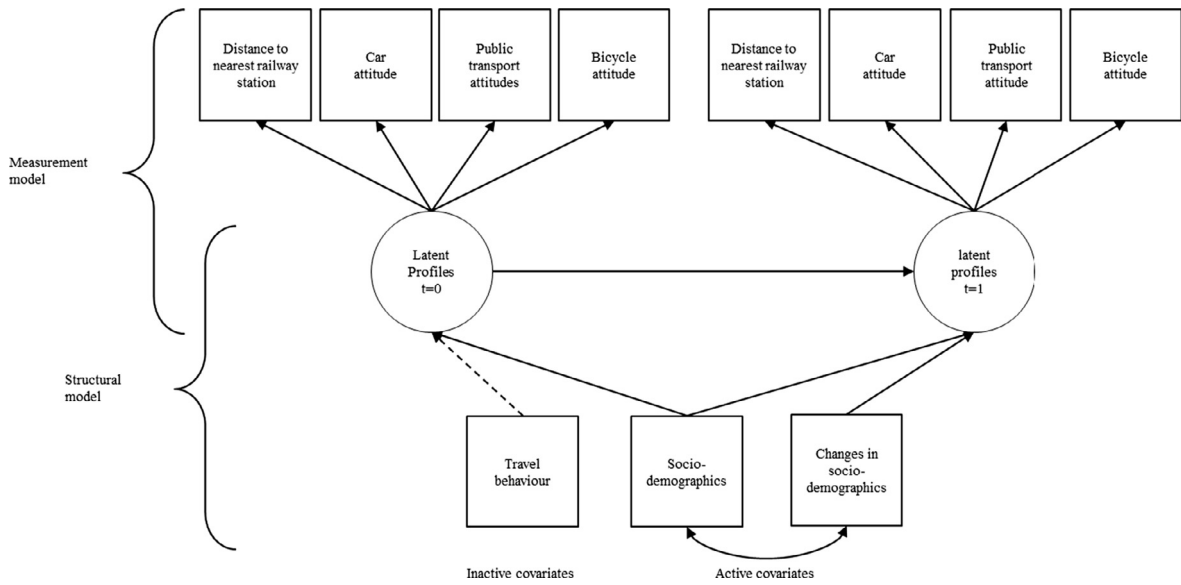 Distance to
nearest railway
station
Car
attitude
Public
transport
attitudes
Bicycle
attitude
Distance to
nearest railway
station
Car
attitude
Public
transport
attitude
Bicycle
attitude
Measurement
model
Latent
Profiles
t=0
latent
profiles
t=1
Structural
model
Travel
behaviour
Socio-
demographics
Changes in
socio-
demographics
Inactive covariates
Active covariates